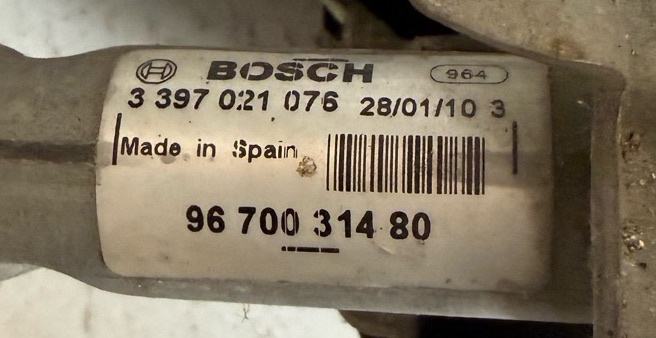 BOSCH 964
3 397 021 076 28/01/10 3
Made in Spain
96 700 314 80